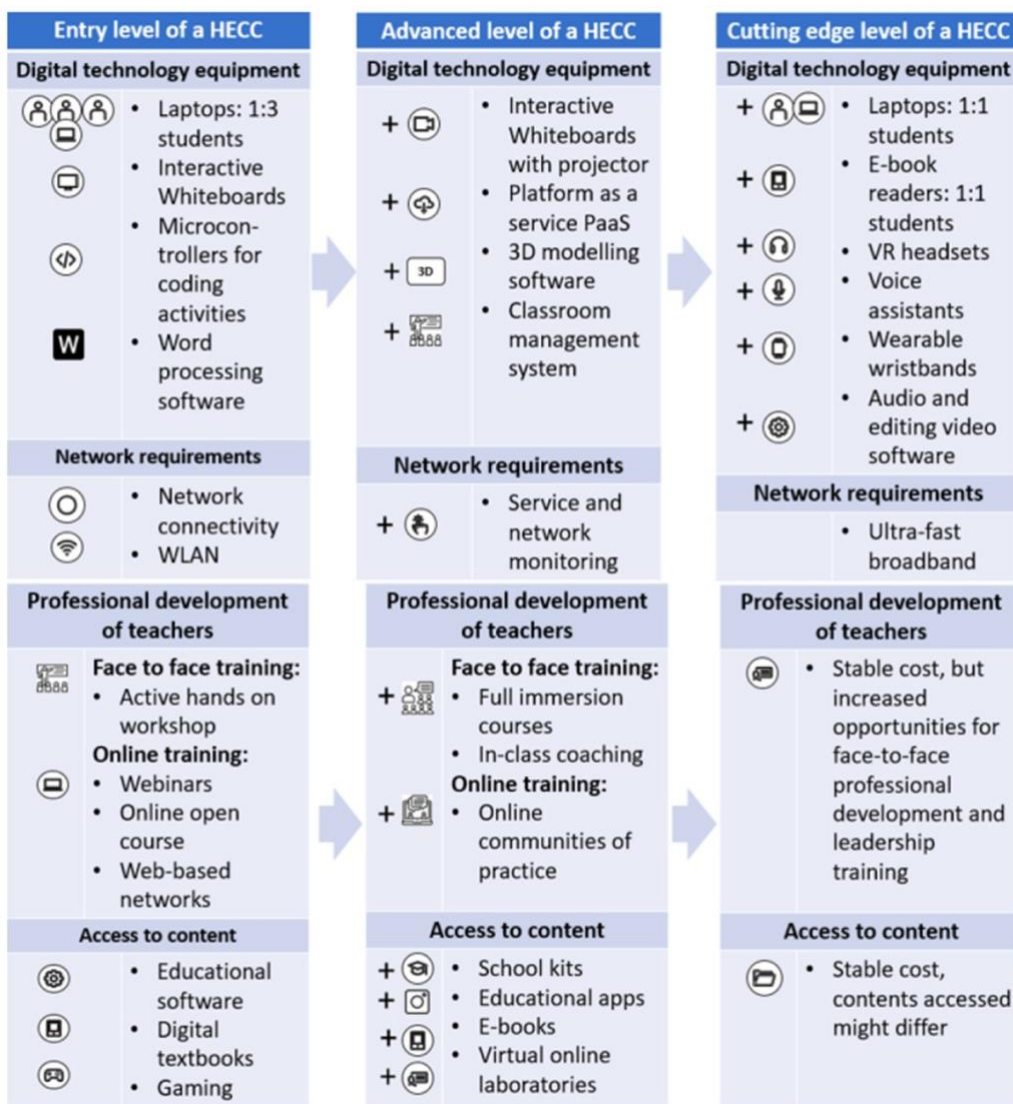 Entry level of a HECC
Digital technology equipment
• Laptops: 1:3
students
• Interactive
Whiteboards
• Microcon-
trollers for
coding
activities
W
• Word
processing
software
Network requirements
• Network
connectivity
• WLAN
Professional development
of teachers
Face to face training:
• Active hands on
workshop
Online training:
• Webinars
• Online open
course
• Web-based
networks
Access to content
• Educational
software
• Digital
textbooks
• Gaming
Advanced level of a HECC
Digital technology equipment
+ • Interactive
Whiteboards
with projector
+ • Platform as a
service PaaS
+ 3D • 3D modelling
software
+ • Classroom
management
system
Network requirements
+ • Service and
network
monitoring
Professional development
of teachers
Face to face training:
+ • Full immersion
courses
• In-class coaching
Online training:
+ • Online
communities of
practice
Access to content
+ • School kits
+ • Educational apps
+ • E-books
+ • Virtual online
laboratories
Cutting edge level of a HECC
Digital technology equipment
+ • Laptops: 1:1
students
+ • E-book
readers: 1:1
students
+ • VR headsets
+ • Voice
assistants
+ • Wearable
wristbands
+ • Audio and
editing video
software
Network requirements
• Ultra-fast
broadband
Professional development
of teachers
• Stable cost, but
increased
opportunities for
face-to-face
professional
development and
leadership
training
Access to content
• Stable cost,
contents accessed
might differ